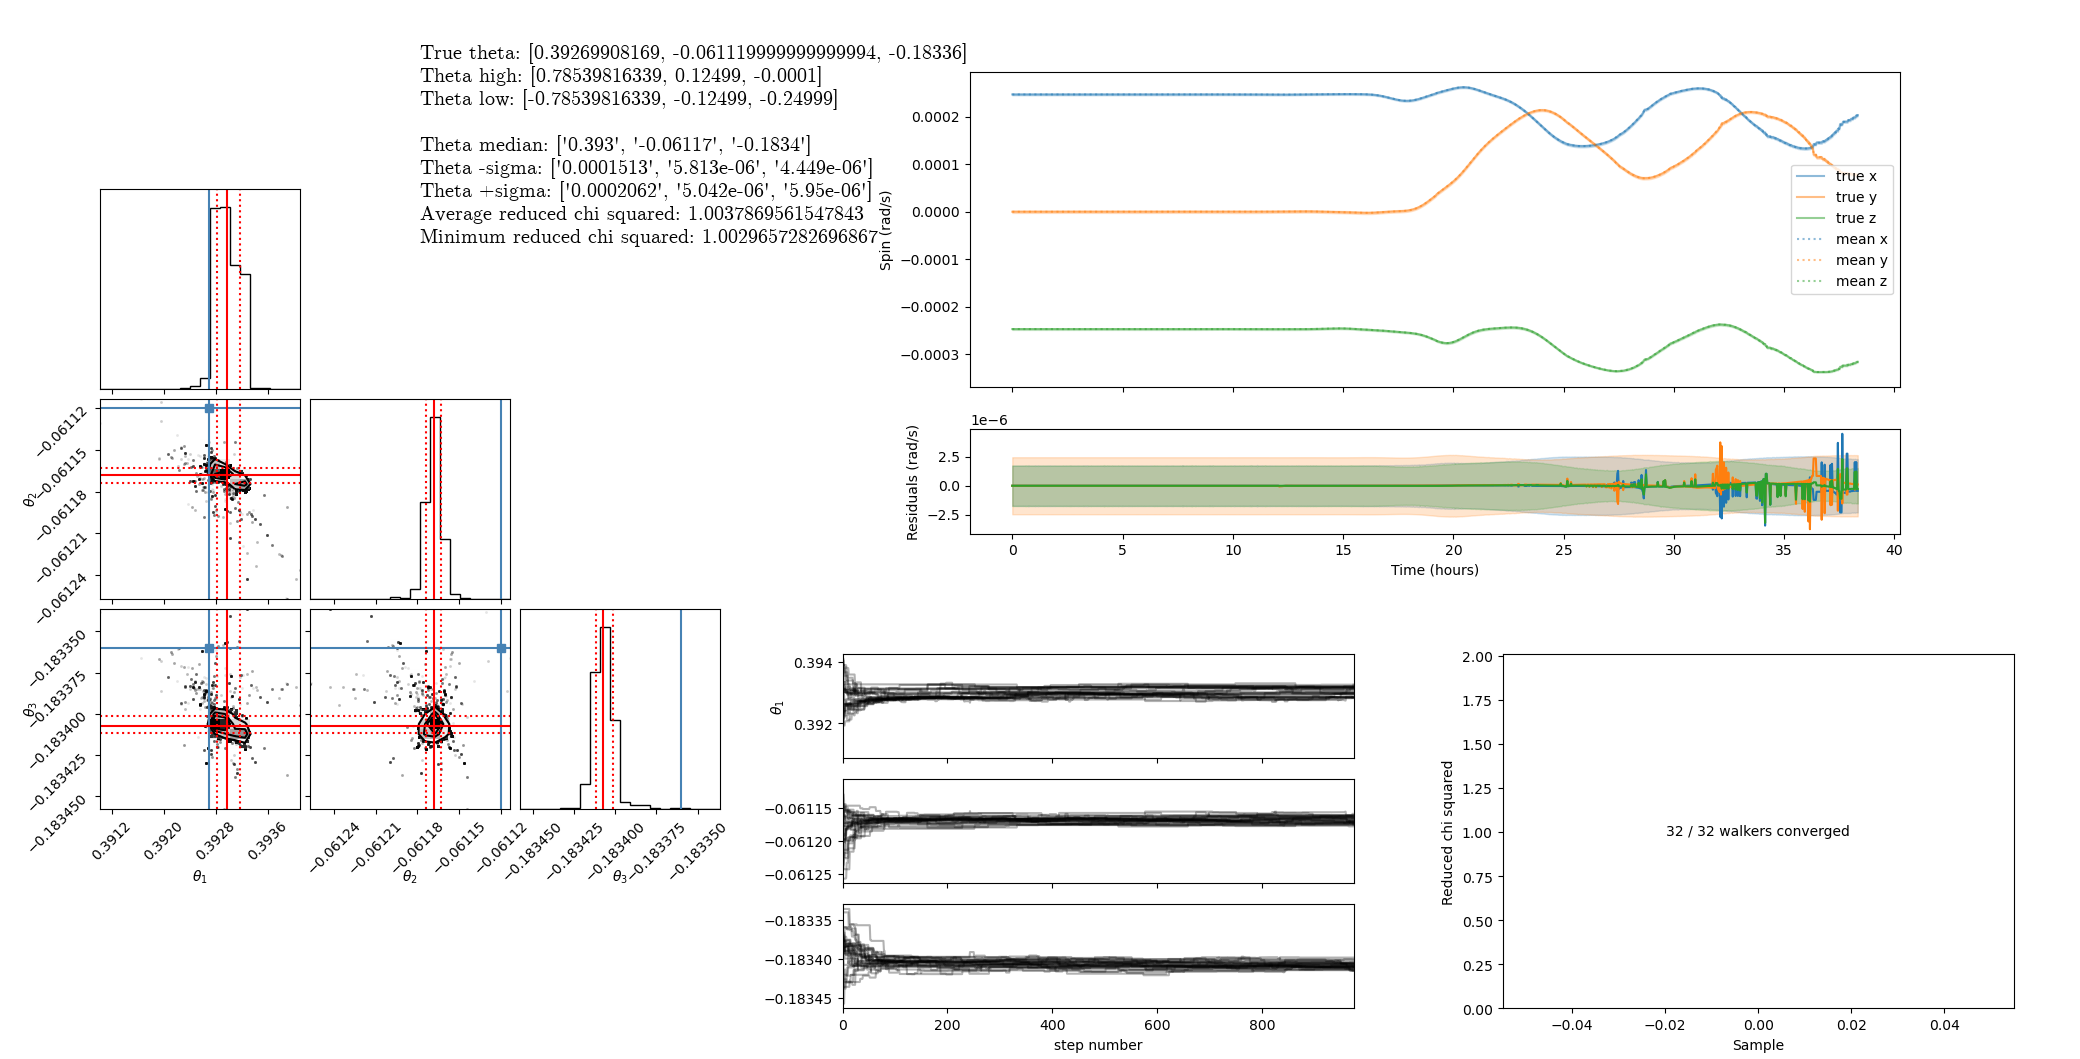 True theta: [0.39269908169, -0.061119999999999994, -0.18336]
Theta high: [0.78539816339, 0.12499, -0.0001]
Theta low: [-0.78539816339, -0.12499, -0.24999]
Theta median: ['0.393', '-0.06117', '-0.1834']
Theta -sigma: ['0.0001513', '5.813e-06', '4.449e-06']
Theta +sigma: ['0.0002062', '5.042e-06', '5.95e-06']
Average reduced chi squared: 1.0037869561547843
Minimum reduced chi squared: 1.0029657282696867
0.0002
0.0001
0.0000
−0.0001
−0.0002
−0.0003
Spin (rad/s)
true x
true y
true z
mean x
mean y
mean z
1e−6
2.5
0.0
−2.5
Residuals (rad/s)
0
5
10
15
20
25
30
35
40
Time (hours)
−0.06112
−0.06115
−0.06118
−0.06121
−0.06124
θ2
−0.183350
−0.183375
−0.183400
−0.183425
−0.183450
θ3
0.3912
0.3920
0.3928
0.3936
θ1
−0.06124
−0.06121
−0.06118
−0.06115
−0.06112
θ2
−0.183450
−0.183425
−0.183400
−0.183375
−0.183350
θ3
0.394
0.392
θ1
−0.06115
−0.06120
−0.06125
−0.18335
−0.18340
−0.18345
0
200
400
600
800
step number
2.00
1.75
1.50
1.25
1.00
0.75
0.50
0.25
0.00
Reduced chi squared
32 / 32 walkers converged
−0.04
−0.02
0.00
0.02
0.04
Sample